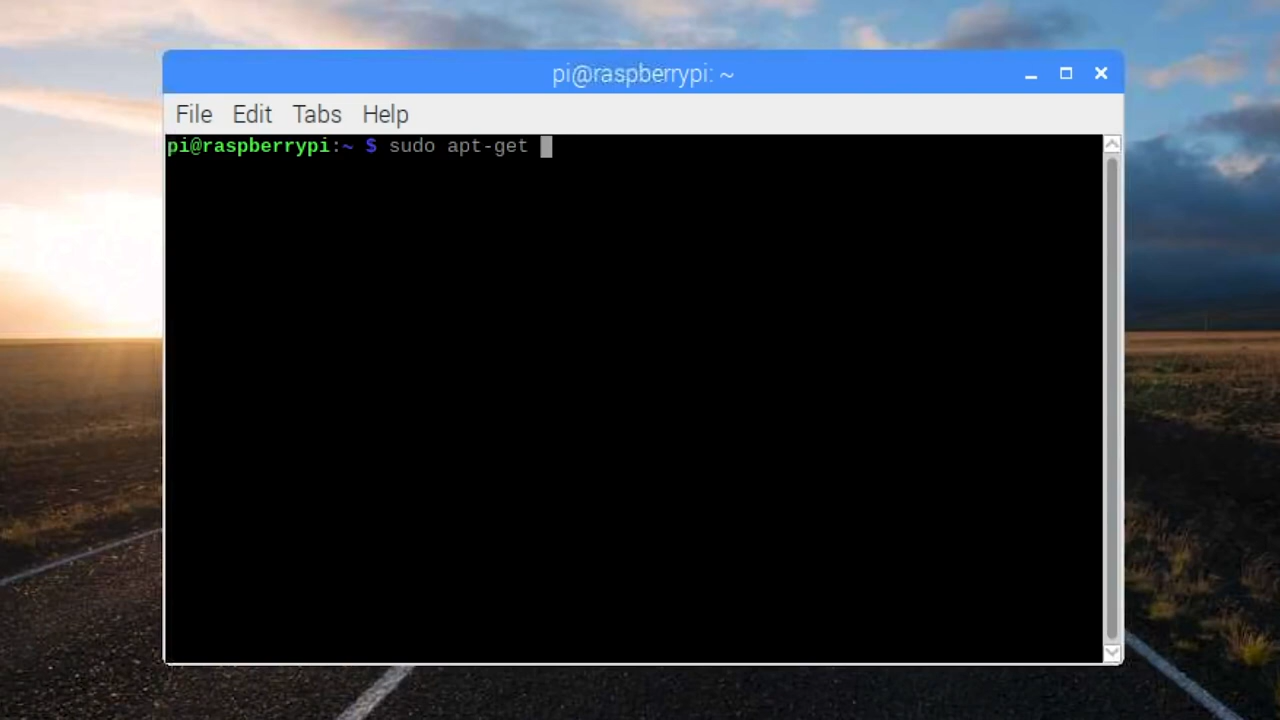 pi@raspberrypi: ~
File Edit Tabs Help
pi@raspberrypi:~ $ sudo apt-get